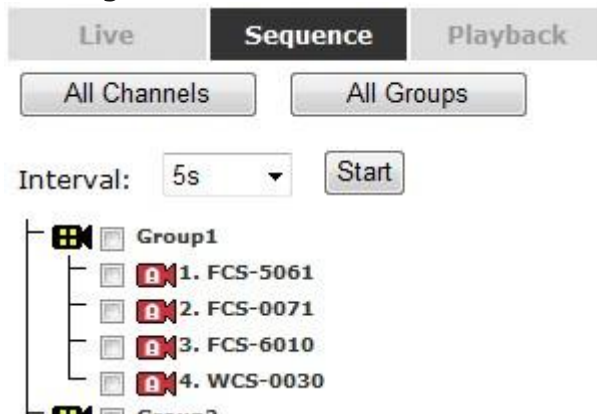 Live Sequence Playback
All Channels All Groups
Interval: 5s Start
Group1
1. FCS-5061
2. FCS-0071
3. FCS-6010
4. WCS-0030